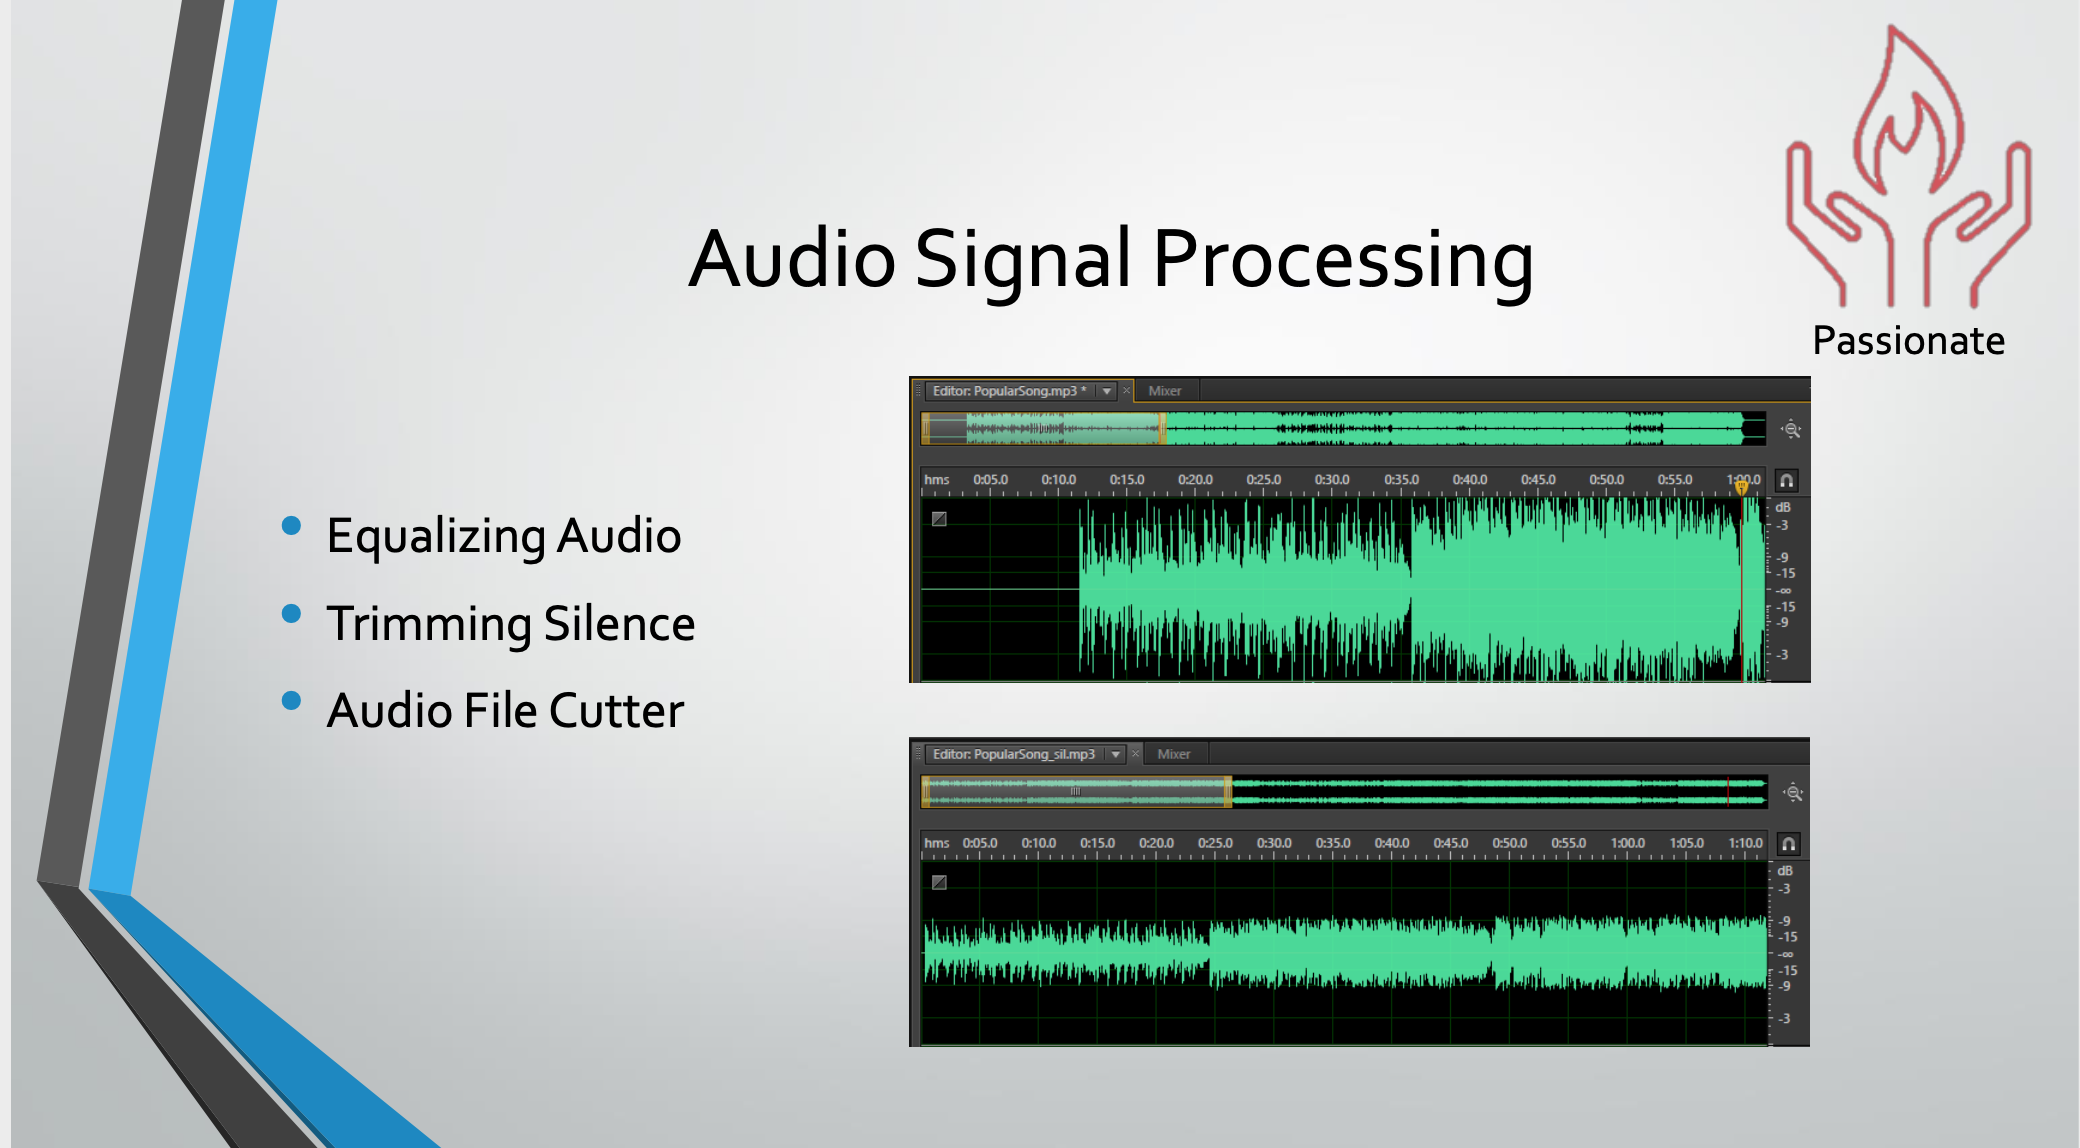 Passionate
Audio Signal Processing
Equalizing Audio
Trimming Silence
Audio File Cutter
Editor: PopularSong.mp3 * Mixer
hms 0:05.0 0:10.0 0:15.0 0:20.0 0:25.0 0:30.0 0:35.0 0:40.0 0:45.0 0:50.0 0:55.0 1:00.0
dB
-3
-9
-15
-∞
-15
-9
-3
Editor: PopularSong_sil.mp3 Mixer
hms 0:05.0 0:10.0 0:15.0 0:20.0 0:25.0 0:30.0 0:35.0 0:40.0 0:45.0 0:50.0 0:55.0 1:00.0 1:05.0 1:10.0
dB
-3
-9
-15
-∞
-15
-9
-3